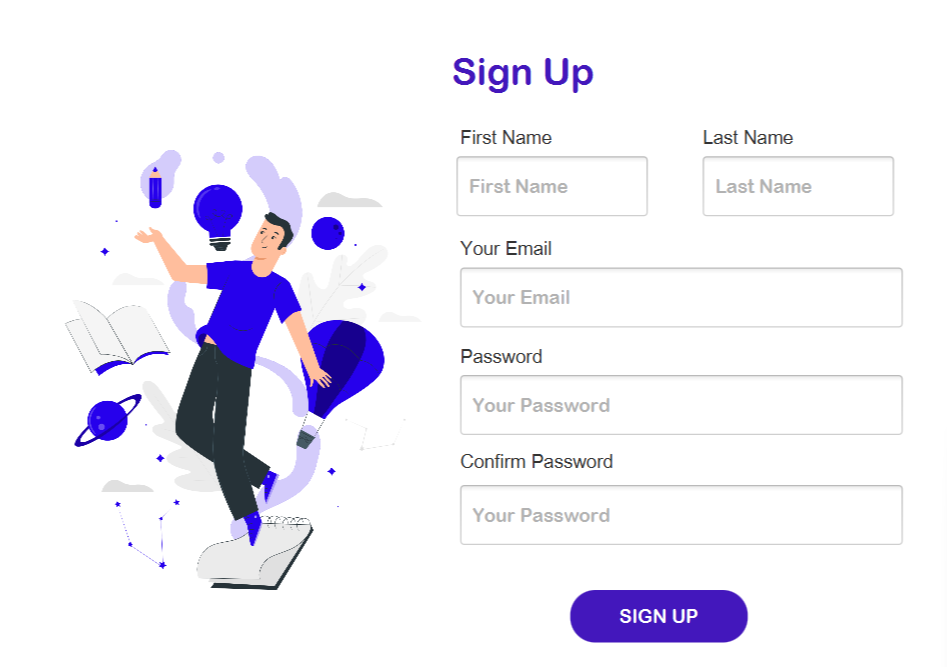 Sign Up
First Name Last Name
First Name Last Name
Your Email
Your Email
Password
Your Password
Confirm Password
Your Password
SIGN UP